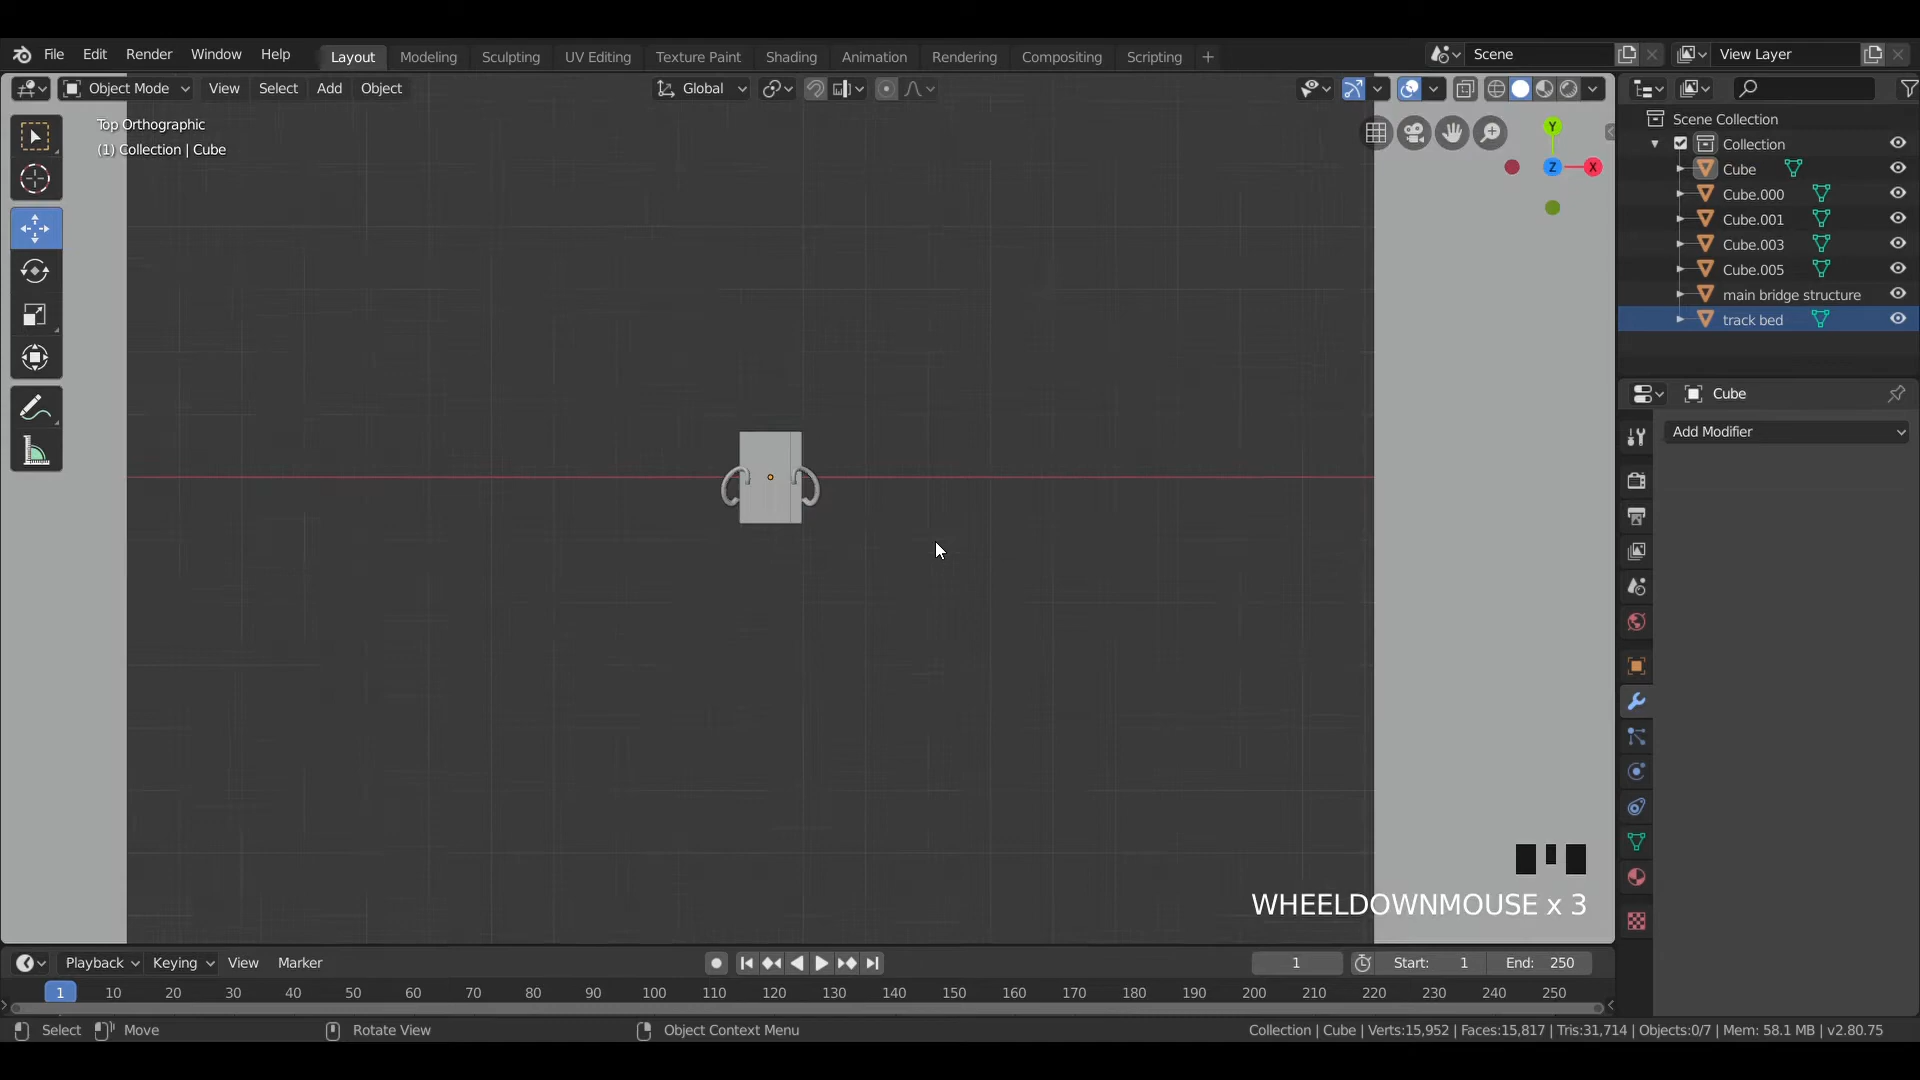 File Edit Render Window Help Layout Modeling Sculpting UV Editing Texture Paint Shading Animation Rendering Compositing Scripting + Scene View Layer
Object Mode View Select Add Object Global
Top Orthographic
(1) Collection | Cube
Y
Z X
Scene Collection
Collection
Cube
Cube.000
Cube.001
Cube.003
Cube.005
main bridge structure
track bed
Cube
Add Modifier
WHEELDOWNMOUSE x 3
Playback Keying View Marker 1 Start: 1 End: 250
1 10 20 30 40 50 60 70 80 90 100 110 120 130 140 150 160 170 180 190 200 210 220 230 240 250
Select Move Rotate View Object Context Menu Collection | Cube | Verts:15,952 | Faces:15,817 | Tris:31,714 | Objects:0/7 | Mem: 58.1 MB | v2.80.75